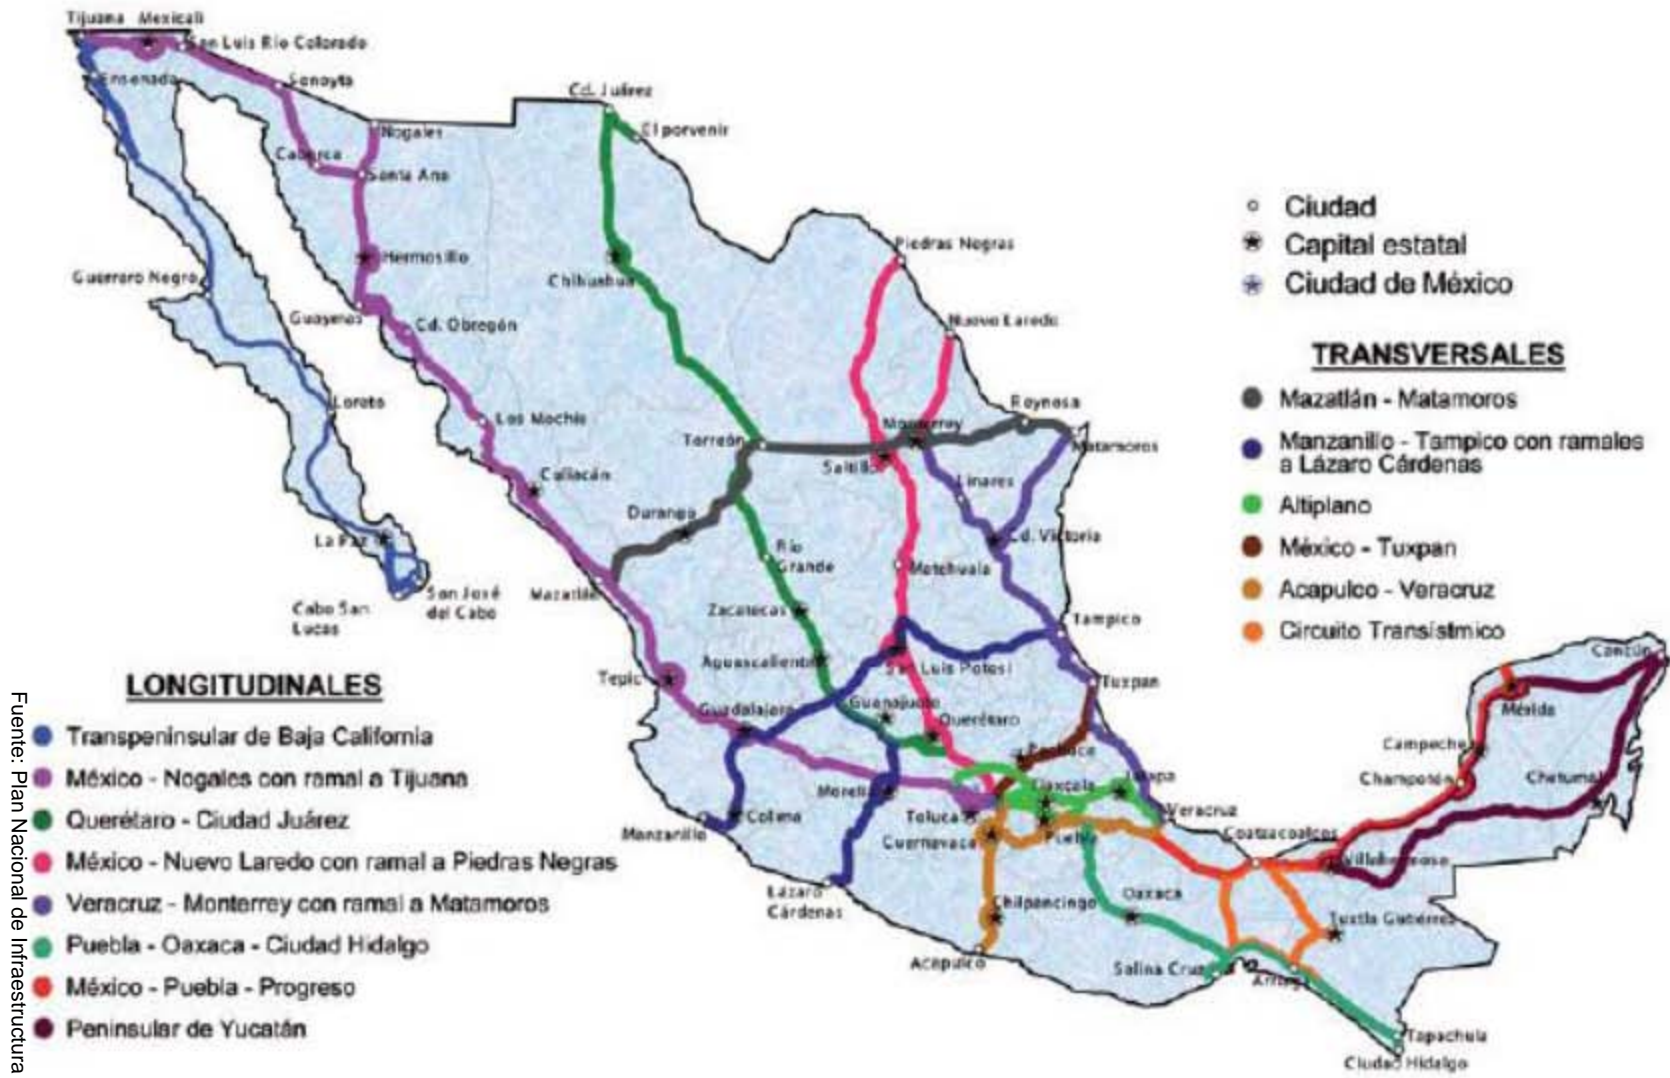 Tijuana Mexicali
San Luis Río Colorado
Ensenada
Sonoyta
Cd. Juárez
El porvenir
Nogales
Caborca
Santa Ana
Hermosillo
Chihuahua
Piedras Negras
Guerrero Negro
Guaymas
Cd. Obregón
Nuevo Laredo
Loreto
Los Mochis
Reynosa
Monterrey
Torreón
Matamoros
Saltillo
Culiacán
Linares
Durango
La Paz
Cd. Victoria
Río
Grande
Matehuala
Mazatlán
San José
del Cabo
Cabo San
Lucas
Zacatecas
Tampico
Aguascalientes
San Luis Potosí
Tepic
Tuxpan
Guadalajara
Guanajuato
Querétaro
Pachuca
Morelia
Tlaxcala
Jalapa
Colima
Toluca
Veracruz
Manzanillo
Cuernavaca
Puebla
Coatzacoalcos
Villahermosa
Lázaro
Cárdenas
Chilpancingo
Oaxaca
Tuxtla Gutiérrez
Acapulco
Salina Cruz
Arriaga
Tapachula
Ciudad Hidalgo
Cancún
Mérida
Campeche
Champotón
Chetumal
Ciudad
Capital estatal
Ciudad de México
TRANSVERSALES
Mazatlán - Matamoros
Manzanillo - Tampico con ramales
a Lázaro Cárdenas
Altiplano
México - Tuxpan
Acapulco - Veracruz
Circuito Transístmico
LONGITUDINALES
Transpeninsular de Baja California
México - Nogales con ramal a Tijuana
Querétaro - Ciudad Juárez
México - Nuevo Laredo con ramal a Piedras Negras
Veracruz - Monterrey con ramal a Matamoros
Puebla - Oaxaca - Ciudad Hidalgo
México - Puebla - Progreso
Peninsular de Yucatán
Fuente: Plan Nacional de Infraestructura